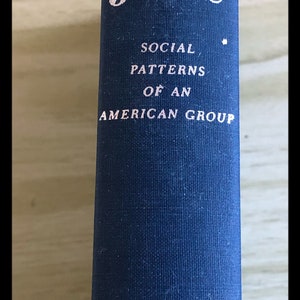 SOCIAL
PATTERNS
OF AN
AMERICAN GROUP